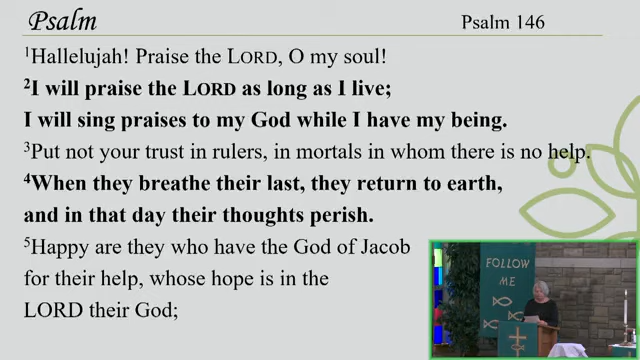 Psalm
Psalm 146
¹Hallelujah! Praise the LORD, O my soul!
²I will praise the LORD as long as I live;
I will sing praises to my God while I have my being.
³Put not your trust in rulers, in mortals in whom there is no help.
⁴When they breathe their last, they return to earth,
and in that day their thoughts perish.
⁵Happy are they who have the God of Jacob
for their help, whose hope is in the
LORD their God;
FOLLOW
ME